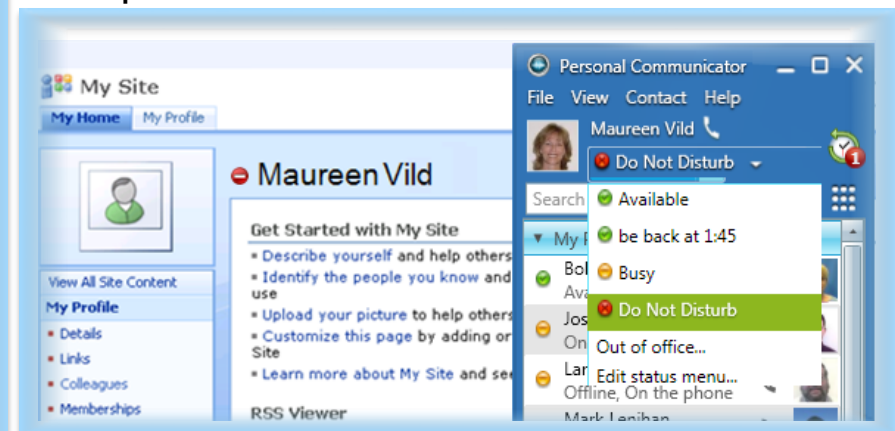 My Site
My Home My Profile
Maureen Vild
Get Started with My Site
Describe yourself and help others
Identify the people you know and
use
Upload your picture to help others
Customize this page by adding or
Site
Learn more about My Site and see
RSS Viewer
View All Site Content
My Profile
Details
Links
Colleagues
Memberships
Personal Communicator
File View Contact Help
Maureen Vild
Do Not Disturb
1
Search
Available
be back at 1:45
Busy
Do Not Disturb
Out of office...
Edit status menu...
My
On
Offline, On the phone
Mark Lenihan